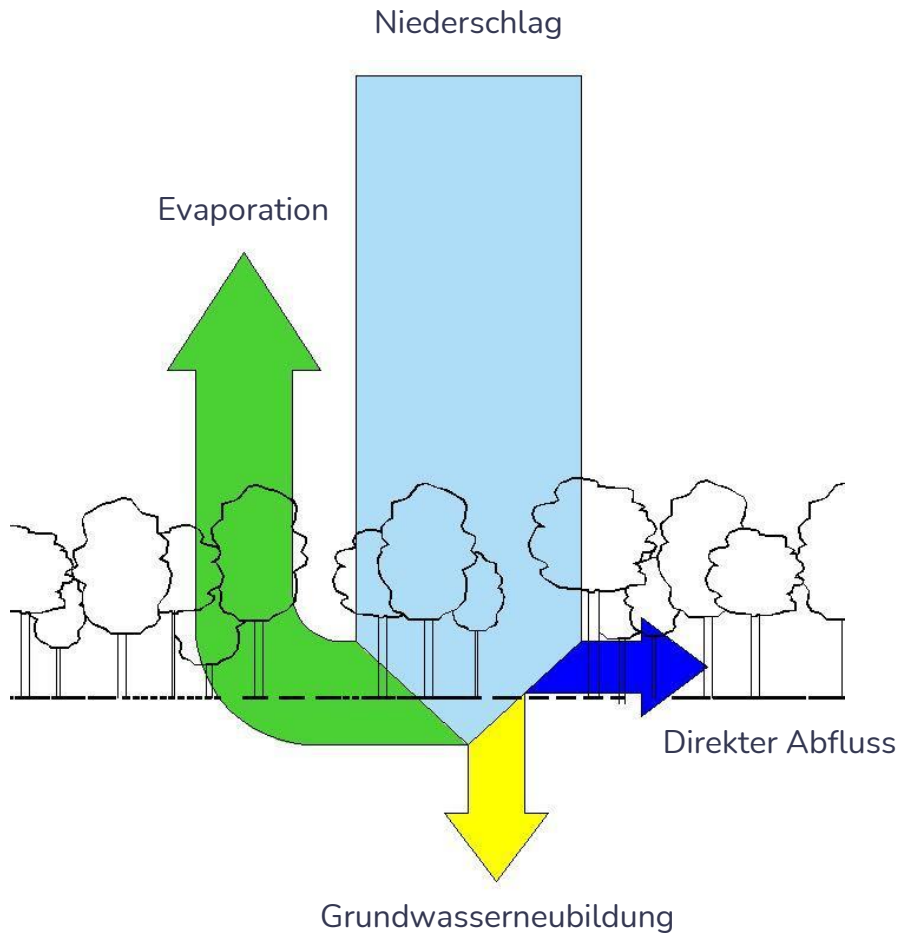 Niederschlag
Evaporation
Direkter Abfluss
Grundwasserneubildung